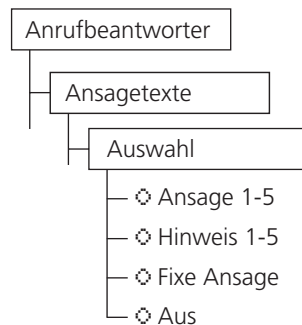 Anrufbeantworter
Ansagetexte
Auswahl
Ansage 1-5
Hinweis 1-5
Fixe Ansage
Aus